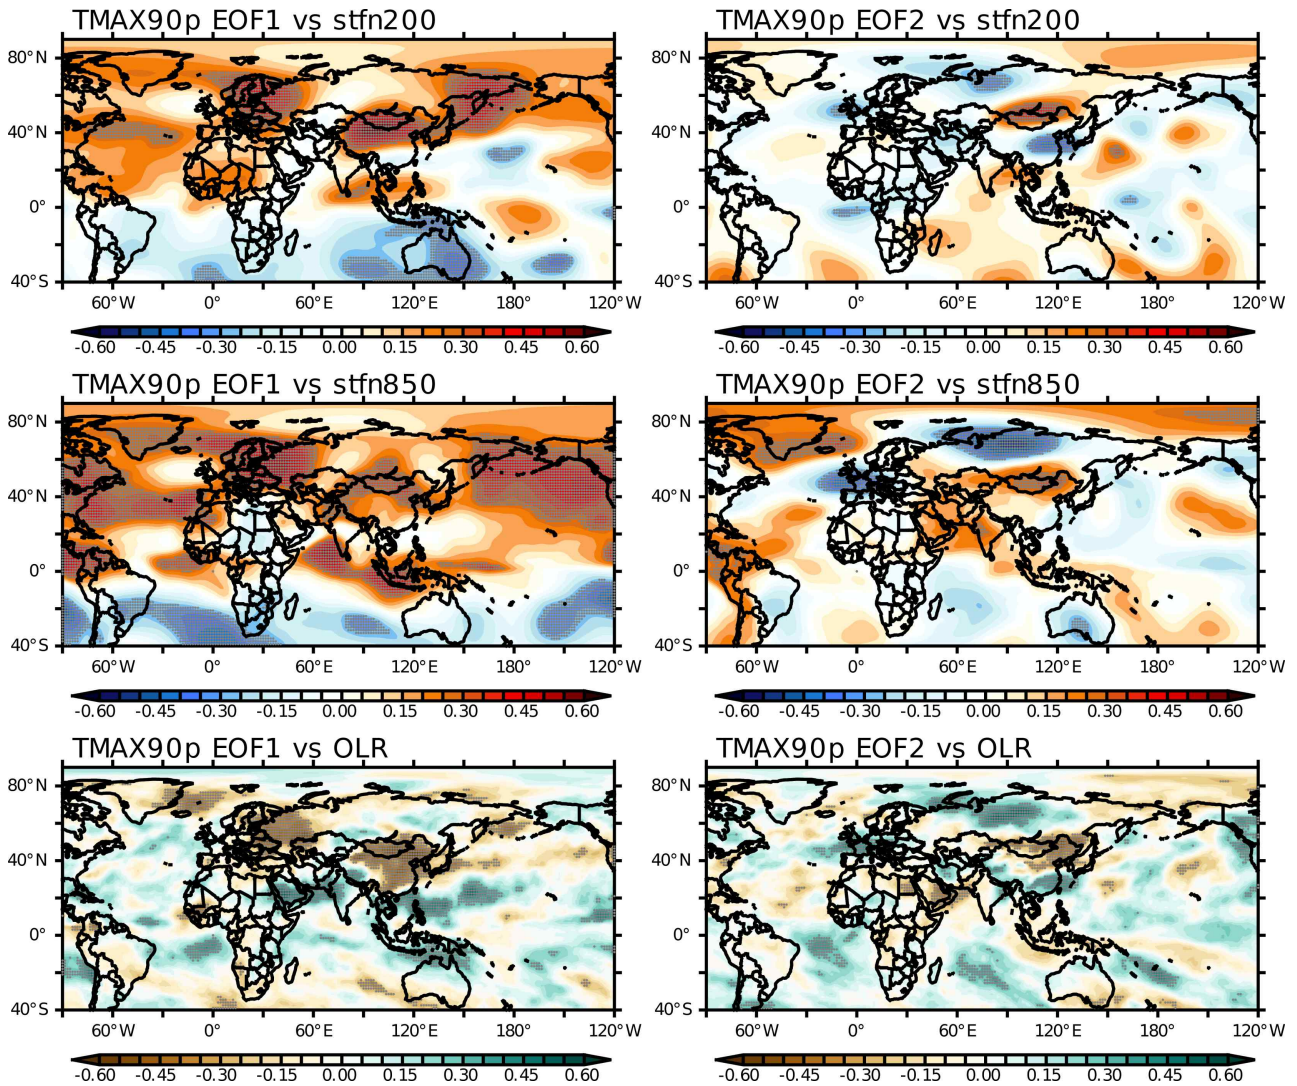 TMAX90p EOF1 vs stfn200
80°N
40°N
0°
40°S
60°W 0° 60°E 120°E 180° 120°W
-0.60 -0.45 -0.30 -0.15 0.00 0.15 0.30 0.45 0.60
TMAX90p EOF2 vs stfn200
80°N
40°N
0°
40°S
60°W 0° 60°E 120°E 180° 120°W
-0.60 -0.45 -0.30 -0.15 0.00 0.15 0.30 0.45 0.60
TMAX90p EOF1 vs stfn850
80°N
40°N
0°
40°S
60°W 0° 60°E 120°E 180° 120°W
-0.60 -0.45 -0.30 -0.15 0.00 0.15 0.30 0.45 0.60
TMAX90p EOF2 vs stfn850
80°N
40°N
0°
40°S
60°W 0° 60°E 120°E 180° 120°W
-0.60 -0.45 -0.30 -0.15 0.00 0.15 0.30 0.45 0.60
TMAX90p EOF1 vs OLR
80°N
40°N
0°
40°S
60°W 0° 60°E 120°E 180° 120°W
-0.60 -0.45 -0.30 -0.15 0.00 0.15 0.30 0.45 0.60
TMAX90p EOF2 vs OLR
80°N
40°N
0°
40°S
60°W 0° 60°E 120°E 180° 120°W
-0.60 -0.45 -0.30 -0.15 0.00 0.15 0.30 0.45 0.60